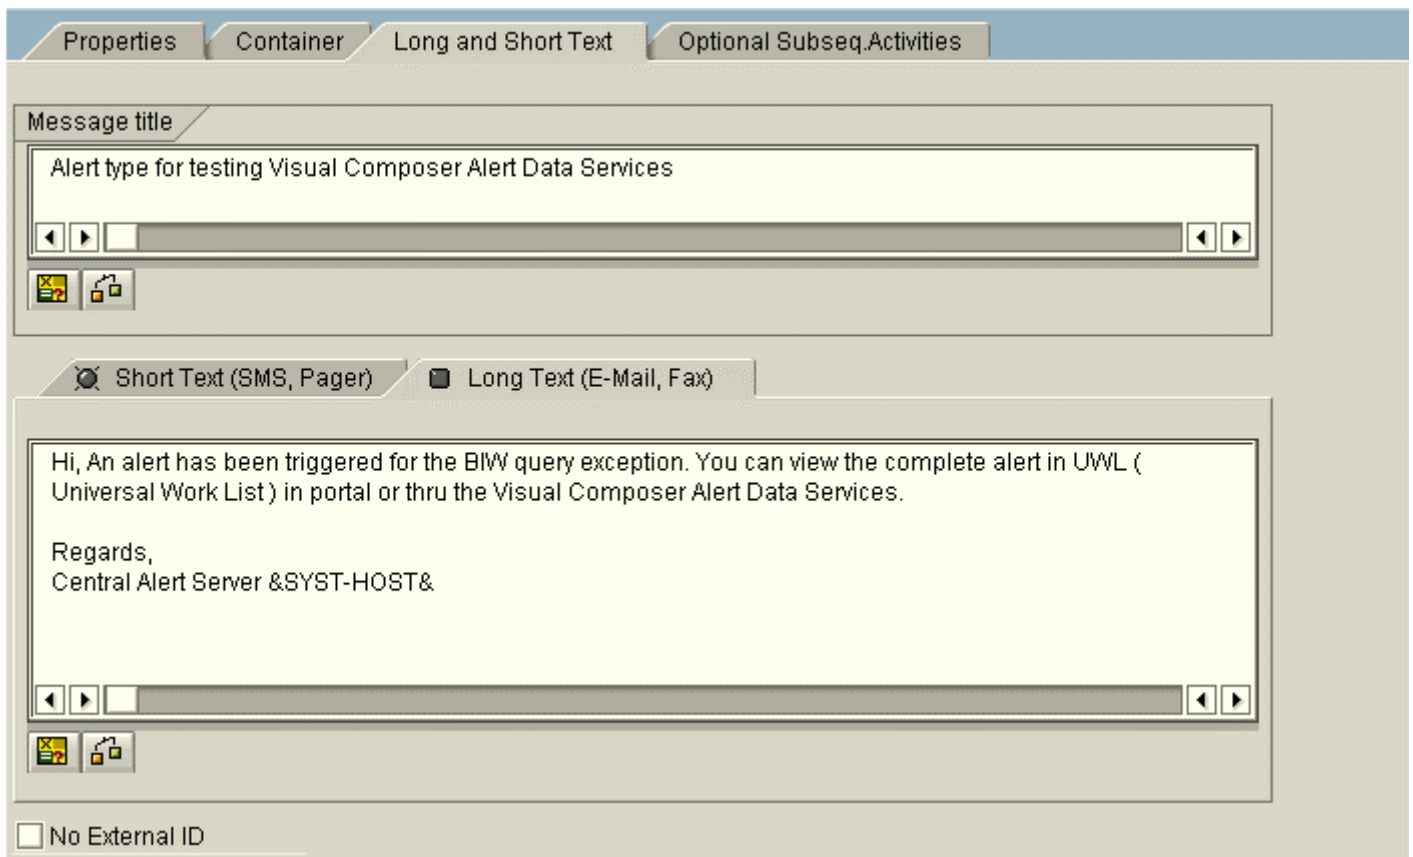 Properties
Container
Long and Short Text
Optional Subseq.Activities
Message title
Alert type for testing Visual Composer Alert Data Services
Short Text (SMS, Pager)
Long Text (E-Mail, Fax)
Hi, An alert has been triggered for the BIW query exception. You can view the complete alert in UWL (
Universal Work List ) in portal or thru the Visual Composer Alert Data Services.
Regards,
Central Alert Server &SYST-HOST&
No External ID